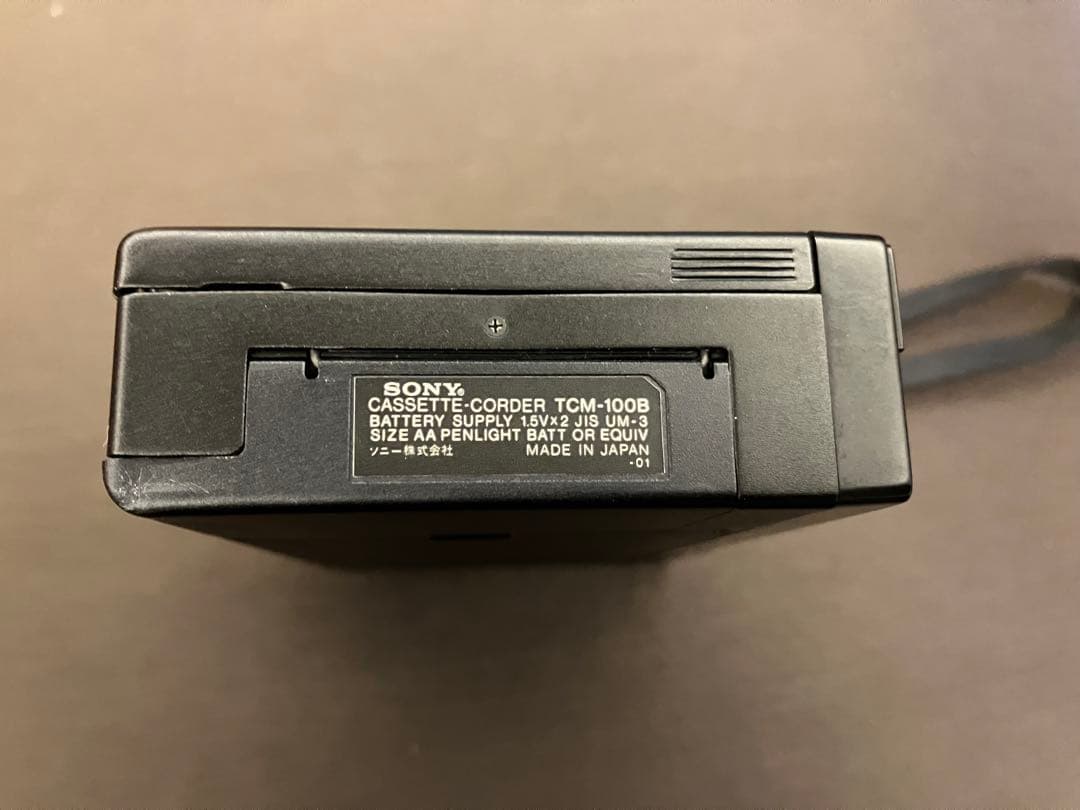 SONY®
CASSETTE-CORDER TCM-100B
BATTERY SUPPLY 1.5V×2 JIS UM-3
SIZE AA PENLIGHT BATT OR EQUIV
ソニー株式会社 MADE IN JAPAN
-01